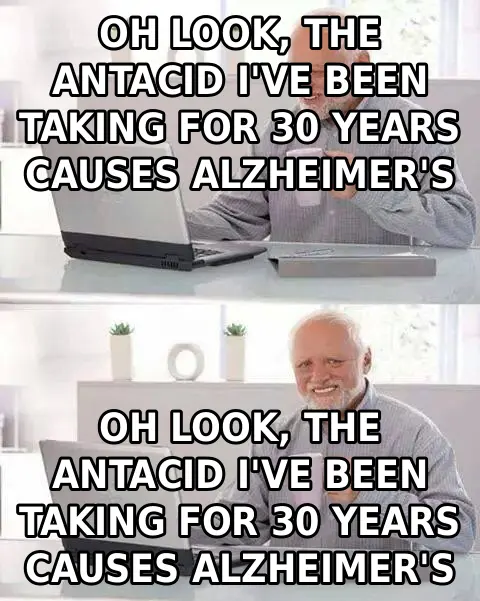 OH LOOK, THE
ANTACID I'VE BEEN
TAKING FOR 30 YEARS
CAUSES ALZHEIMER'S
OH LOOK, THE
ANTACID I'VE BEEN
TAKING FOR 30 YEARS
CAUSES ALZHEIMER'S